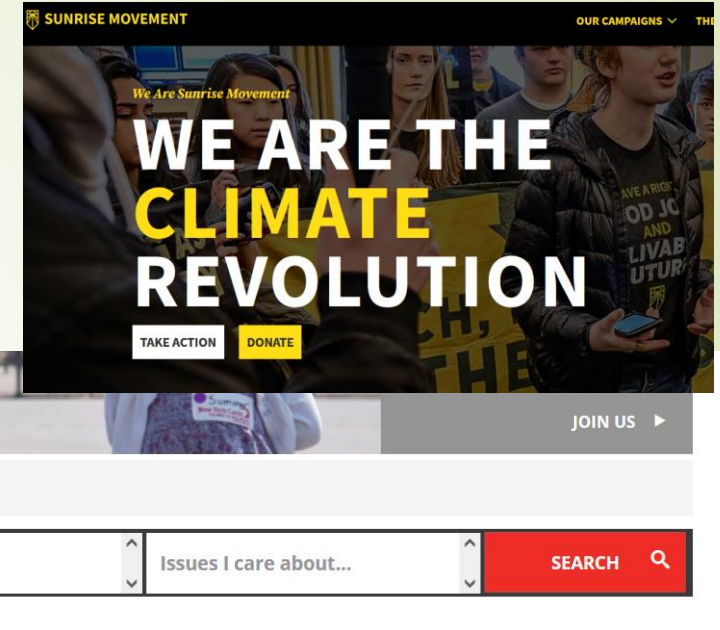 SUNRISE MOVEMENT
OUR CAMPAIGNS
We Are Sunrise Movement
WE ARE THE
CLIMATE
REVOLUTION
TAKE ACTION
DONATE
AND
JOIN US
Issues I care about...
SEARCH